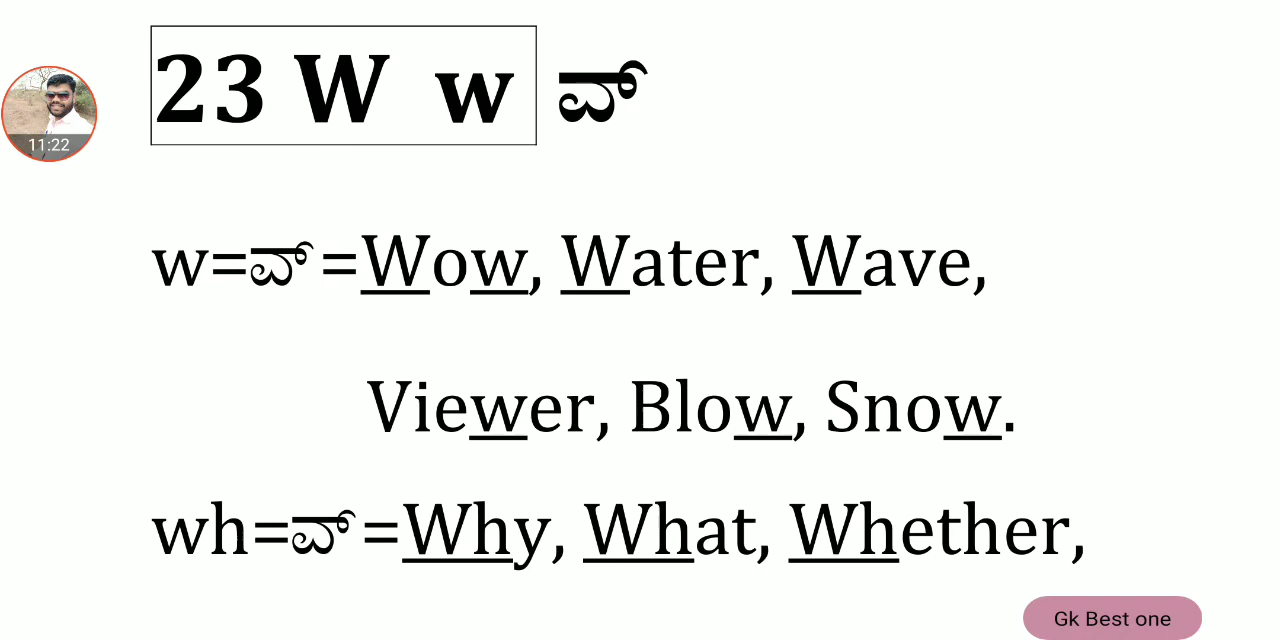 23 W w ವ್
11:22
w=ವ್ =Wow, Water, Wave,
Viewer, Blow, Snow.
wh=ವ್ =Why, What, Whether,
Gk Best one